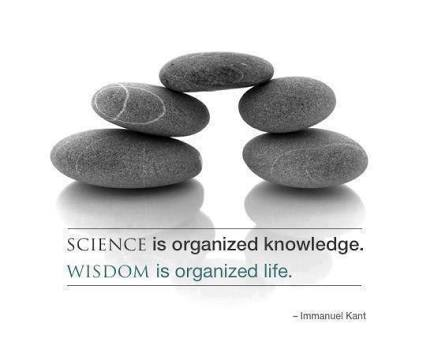 SCIENCE is organized knowledge.
WISDOM is organized life.
– Immanuel Kant